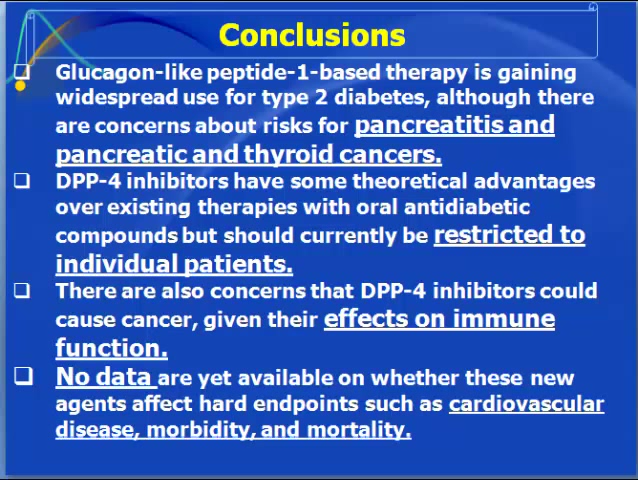 Conclusions
❑ Glucagon-like peptide-1-based therapy is gaining
widespread use for type 2 diabetes, although there
are concerns about risks for pancreatitis and
pancreatic and thyroid cancers.
❑ DPP-4 inhibitors have some theoretical advantages
over existing therapies with oral antidiabetic
compounds but should currently be restricted to
individual patients.
❑ There are also concerns that DPP-4 inhibitors could
cause cancer, given their effects on immune
function.
❑ No data are yet available on whether these new
agents affect hard endpoints such as cardiovascular
disease, morbidity, and mortality.